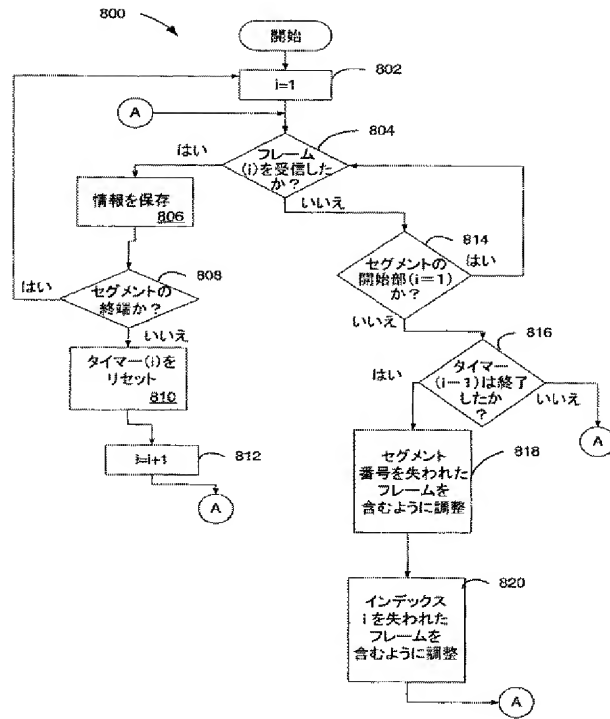 800
開始
i=1
802
A
804
はい
フレーム
(i)を受信した
か？
いいえ
情報を保存
806
814
セグメントの
開始部(i=1)
か？
はい
808
はい
セグメントの
終端か？
いいえ
いいえ
816
タイマー(i)を
リセット
810
はい
タイマー
(i−1)は終了
したか
？
いいえ
A
i=i+1
812
A
セグメント
番号を失われた
フレームを
含むように調整
818
820
インデックス
iを失われた
フレームを
含むように調整
A